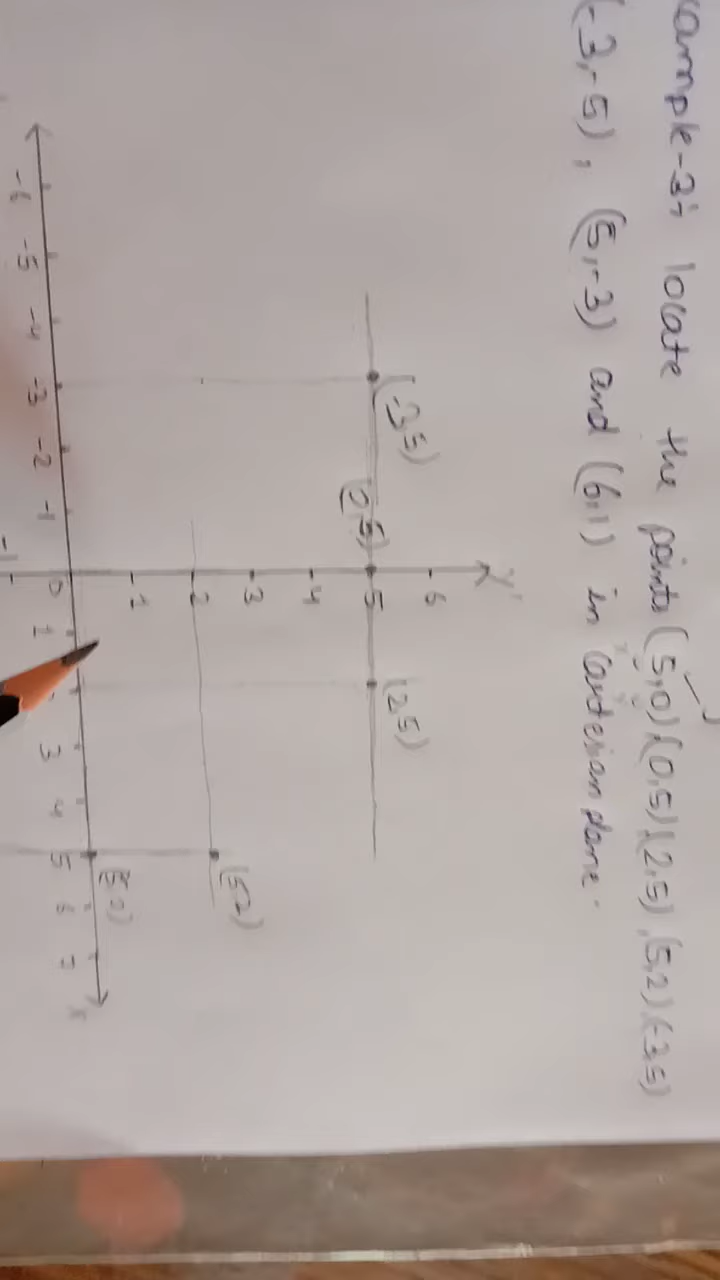 ample-3: locate the points (5,0) (0,5) (2,5), (5,2) (-3,5)
(-3,-5), (5,-3) and (6,1) in cartesian plane.
6
(-3,5) (0,5) 5 (2,5)
4
3
2 (5,2)
1
-6 -5 -4 -3 -2 -1 0 1 3 4 5 6 7 x
(5,0)
-1